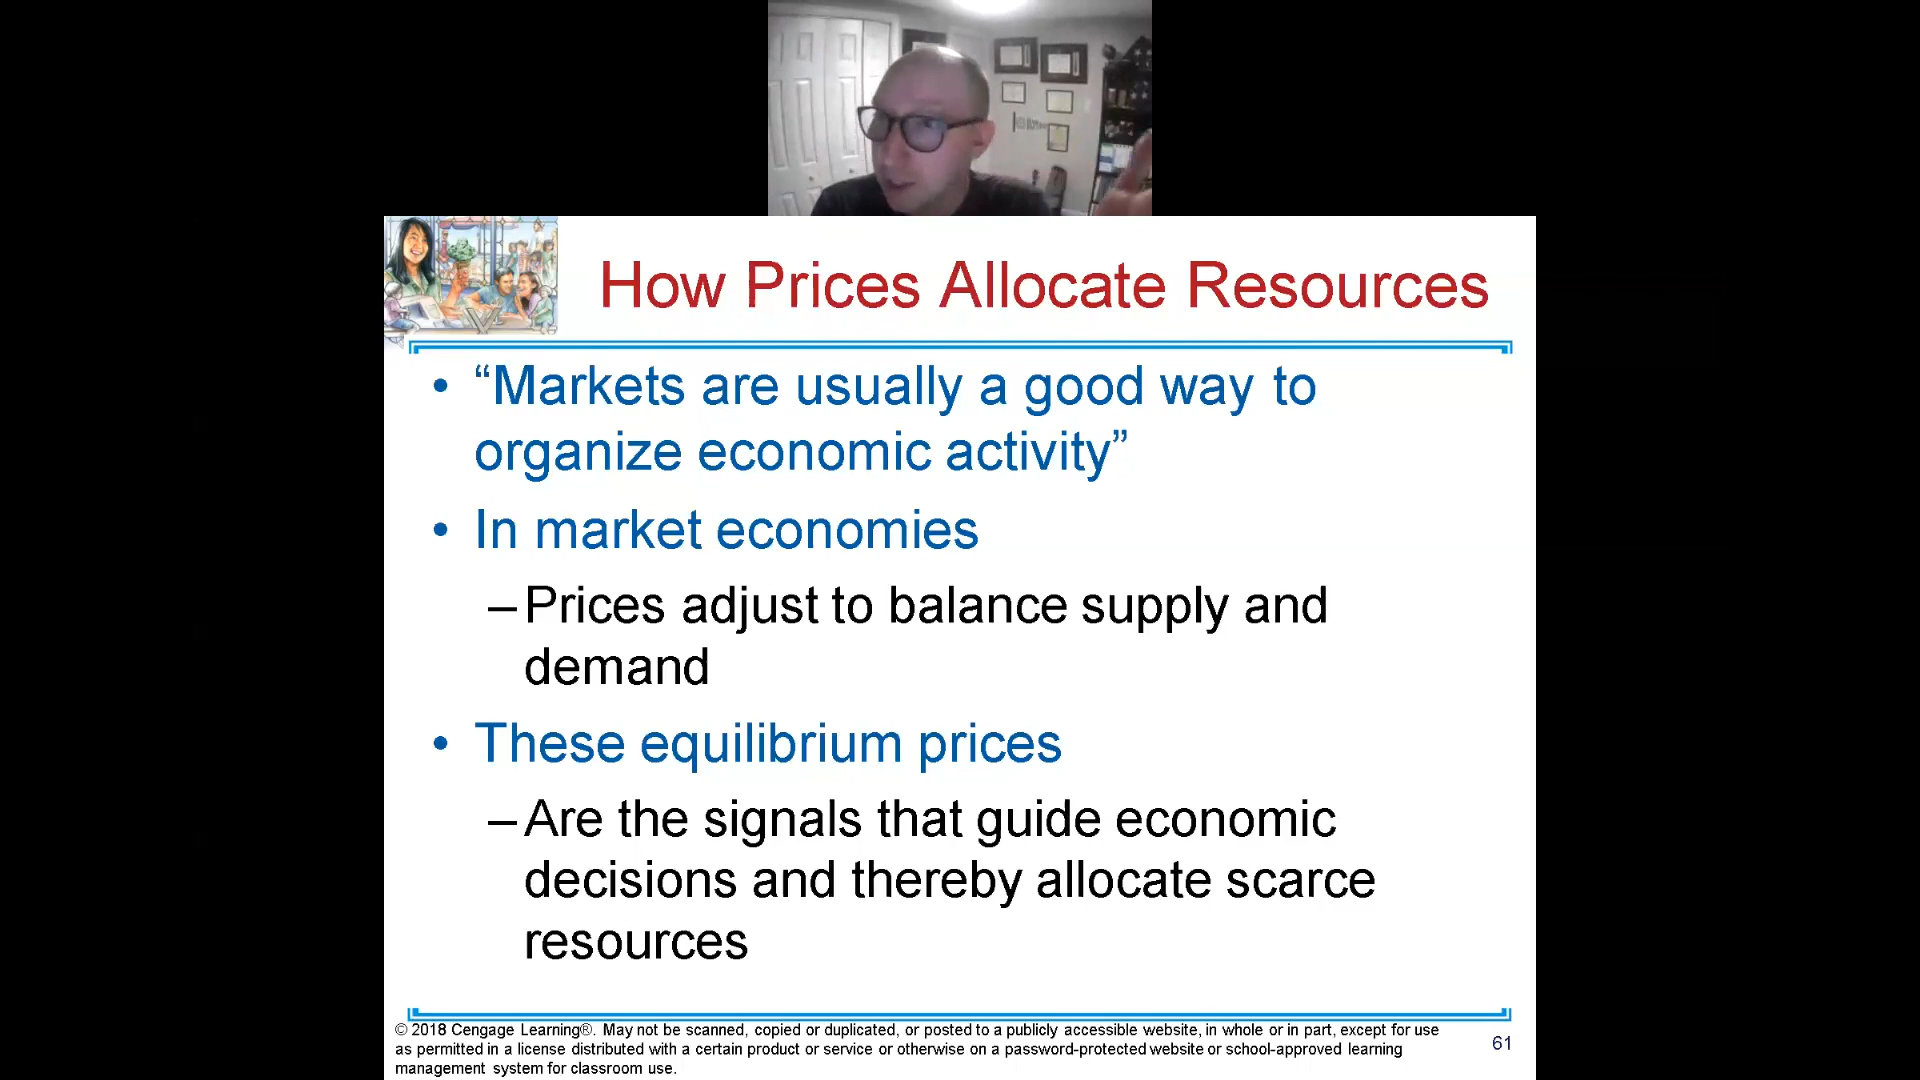 How Prices Allocate Resources
• “Markets are usually a good way to
organize economic activity”
• In market economies
–Prices adjust to balance supply and
demand
• These equilibrium prices
–Are the signals that guide economic
decisions and thereby allocate scarce
resources
© 2018 Cengage Learning®. May not be scanned, copied or duplicated, or posted to a publicly accessible website, in whole or in part, except for use
as permitted in a license distributed with a certain product or service or otherwise on a password-protected website or school-approved learning
management system for classroom use.
61